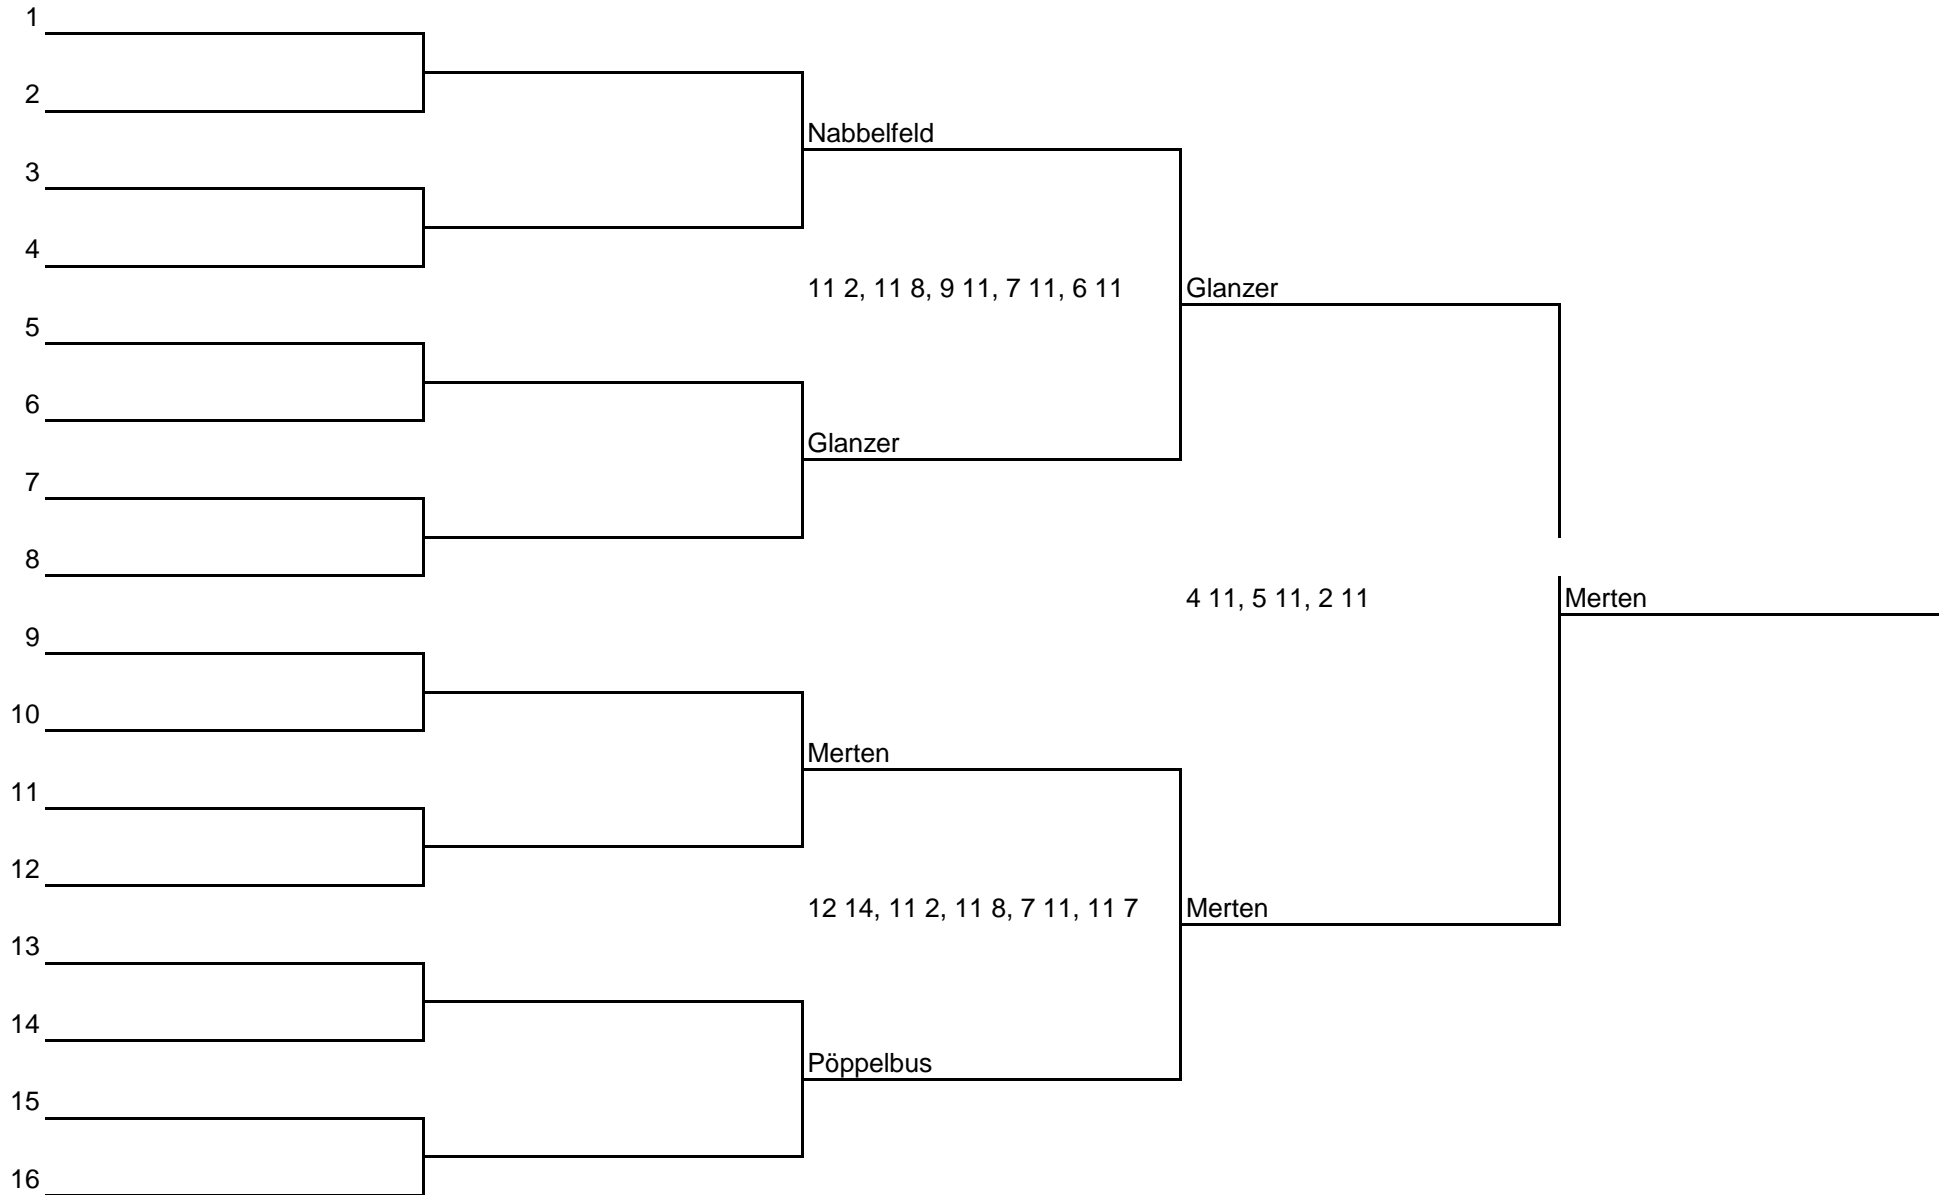 1
2
Nabbelfeld
3
4
11 2, 11 8, 9 11, 7 11, 6 11
Glanzer
5
6
Glanzer
7
8
4 11, 5 11, 2 11
Merten
9
10
Merten
11
12
12 14, 11 2, 11 8, 7 11, 11 7
Merten
13
14
Pöppelbus
15
16